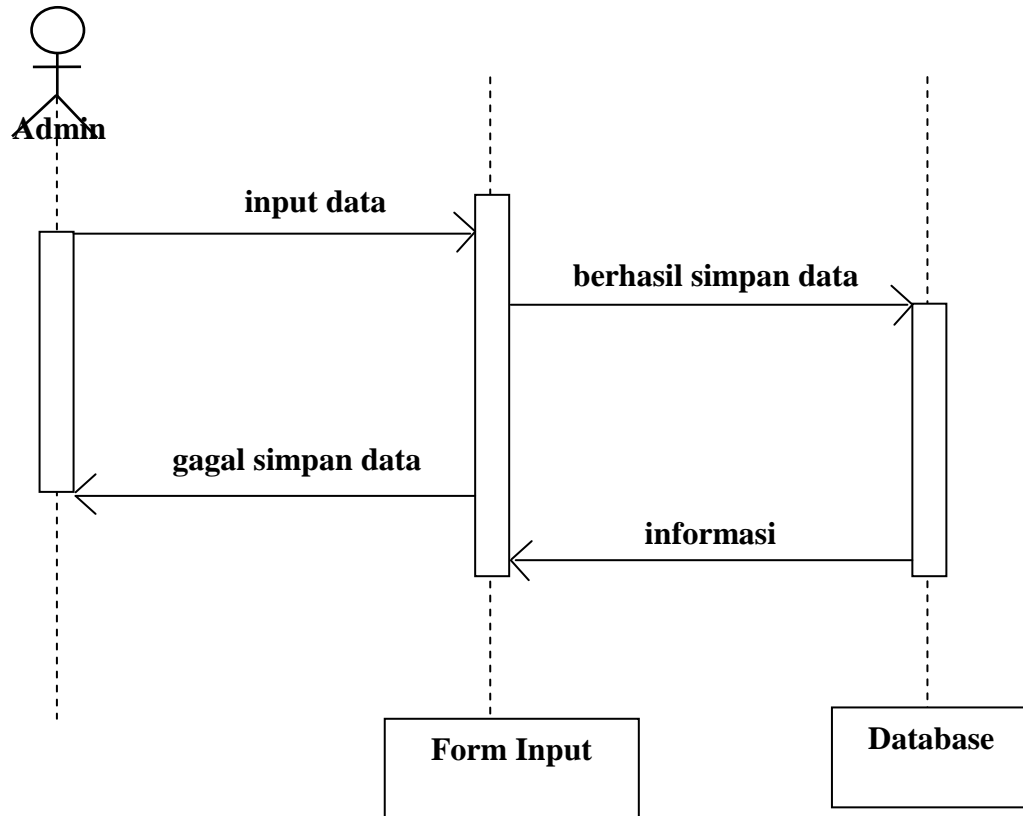 Admin
input data
berhasil simpan data
gagal simpan data
informasi
Form Input
Database